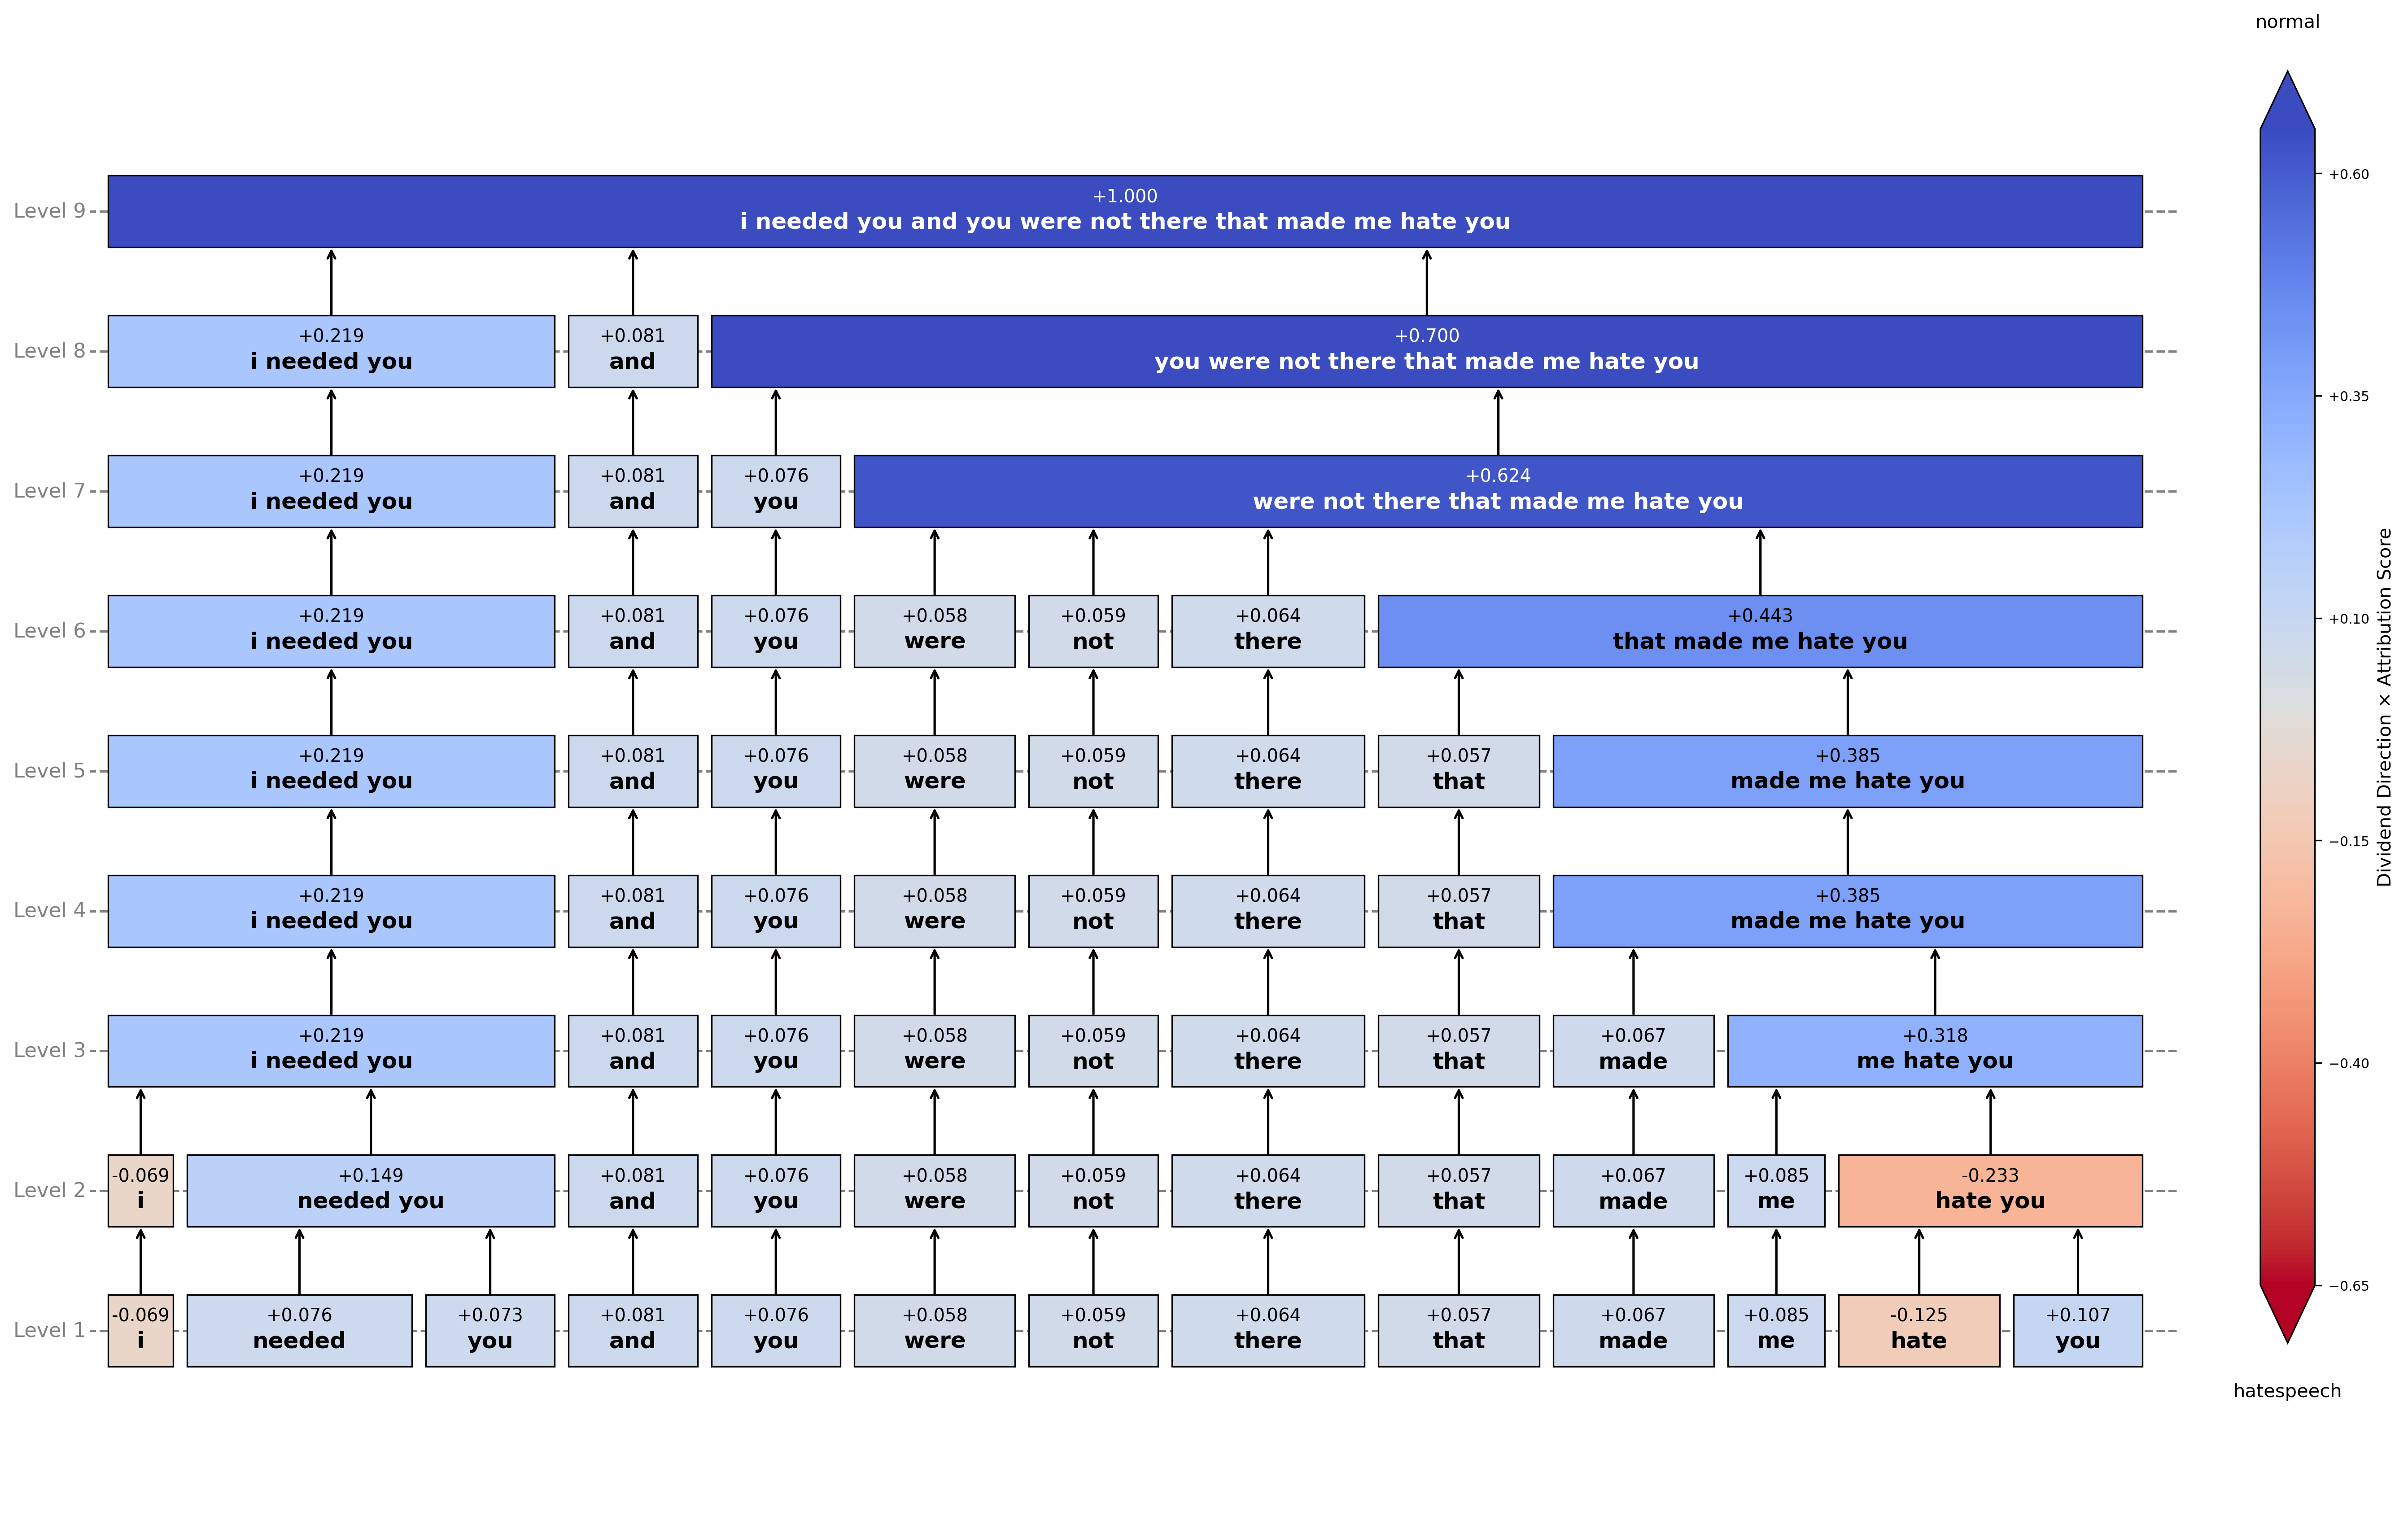 normal
Level 9
+1.000
i needed you and you were not there that made me hate you
Level 8
+0.219 +0.081 +0.700
i needed you and you were not there that made me hate you
Level 7
+0.219 +0.081 +0.076 +0.624
i needed you and you were not there that made me hate you
Level 6
+0.219 +0.081 +0.076 +0.058 +0.059 +0.064 +0.443
i needed you and you were not there that made me hate you
Level 5
+0.219 +0.081 +0.076 +0.058 +0.059 +0.064 +0.057 +0.385
i needed you and you were not there that made me hate you
Level 4
+0.219 +0.081 +0.076 +0.058 +0.059 +0.064 +0.057 +0.385
i needed you and you were not there that made me hate you
Level 3
+0.219 +0.081 +0.076 +0.058 +0.059 +0.064 +0.057 +0.067 +0.318
i needed you and you were not there that made me hate you
Level 2
-0.069 +0.149 +0.081 +0.076 +0.058 +0.059 +0.064 +0.057 +0.067 +0.085 -0.233
i needed you and you were not there that made me hate you
Level 1
-0.069 +0.076 +0.073 +0.081 +0.076 +0.058 +0.059 +0.064 +0.057 +0.067 +0.085 -0.125 +0.107
i needed you and you were not there that made me hate you
+0.60
+0.35
+0.10
−0.15
−0.40
−0.65
Dividend Direction × Attribution Score
hatespeech